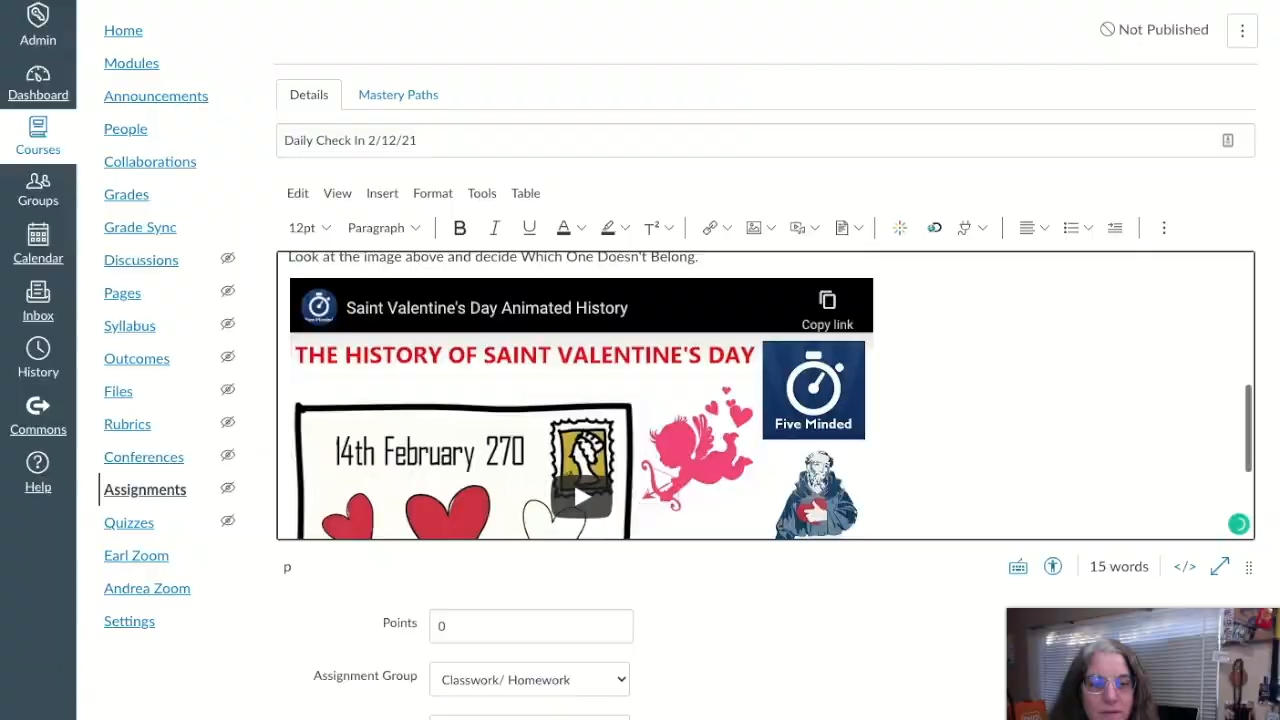 Admin
Dashboard
Courses
Groups
Calendar
Inbox
History
Commons
Help
Home
Modules
Announcements
People
Collaborations
Grades
Grade Sync
Discussions
Pages
Syllabus
Outcomes
Files
Rubrics
Conferences
Assignments
Quizzes
Earl Zoom
Andrea Zoom
Settings
Not Published
Details Mastery Paths
Daily Check In 2/12/21
Edit View Insert Format Tools Table
12pt Paragraph B I U A T²
Look at the image above and decide Which One Doesn't Belong.
Saint Valentine's Day Animated History
Copy link
THE HISTORY OF SAINT VALENTINE'S DAY
Five Minded
14th February 270
p
15 words </>
Points 0
Assignment Group Classwork/ Homework